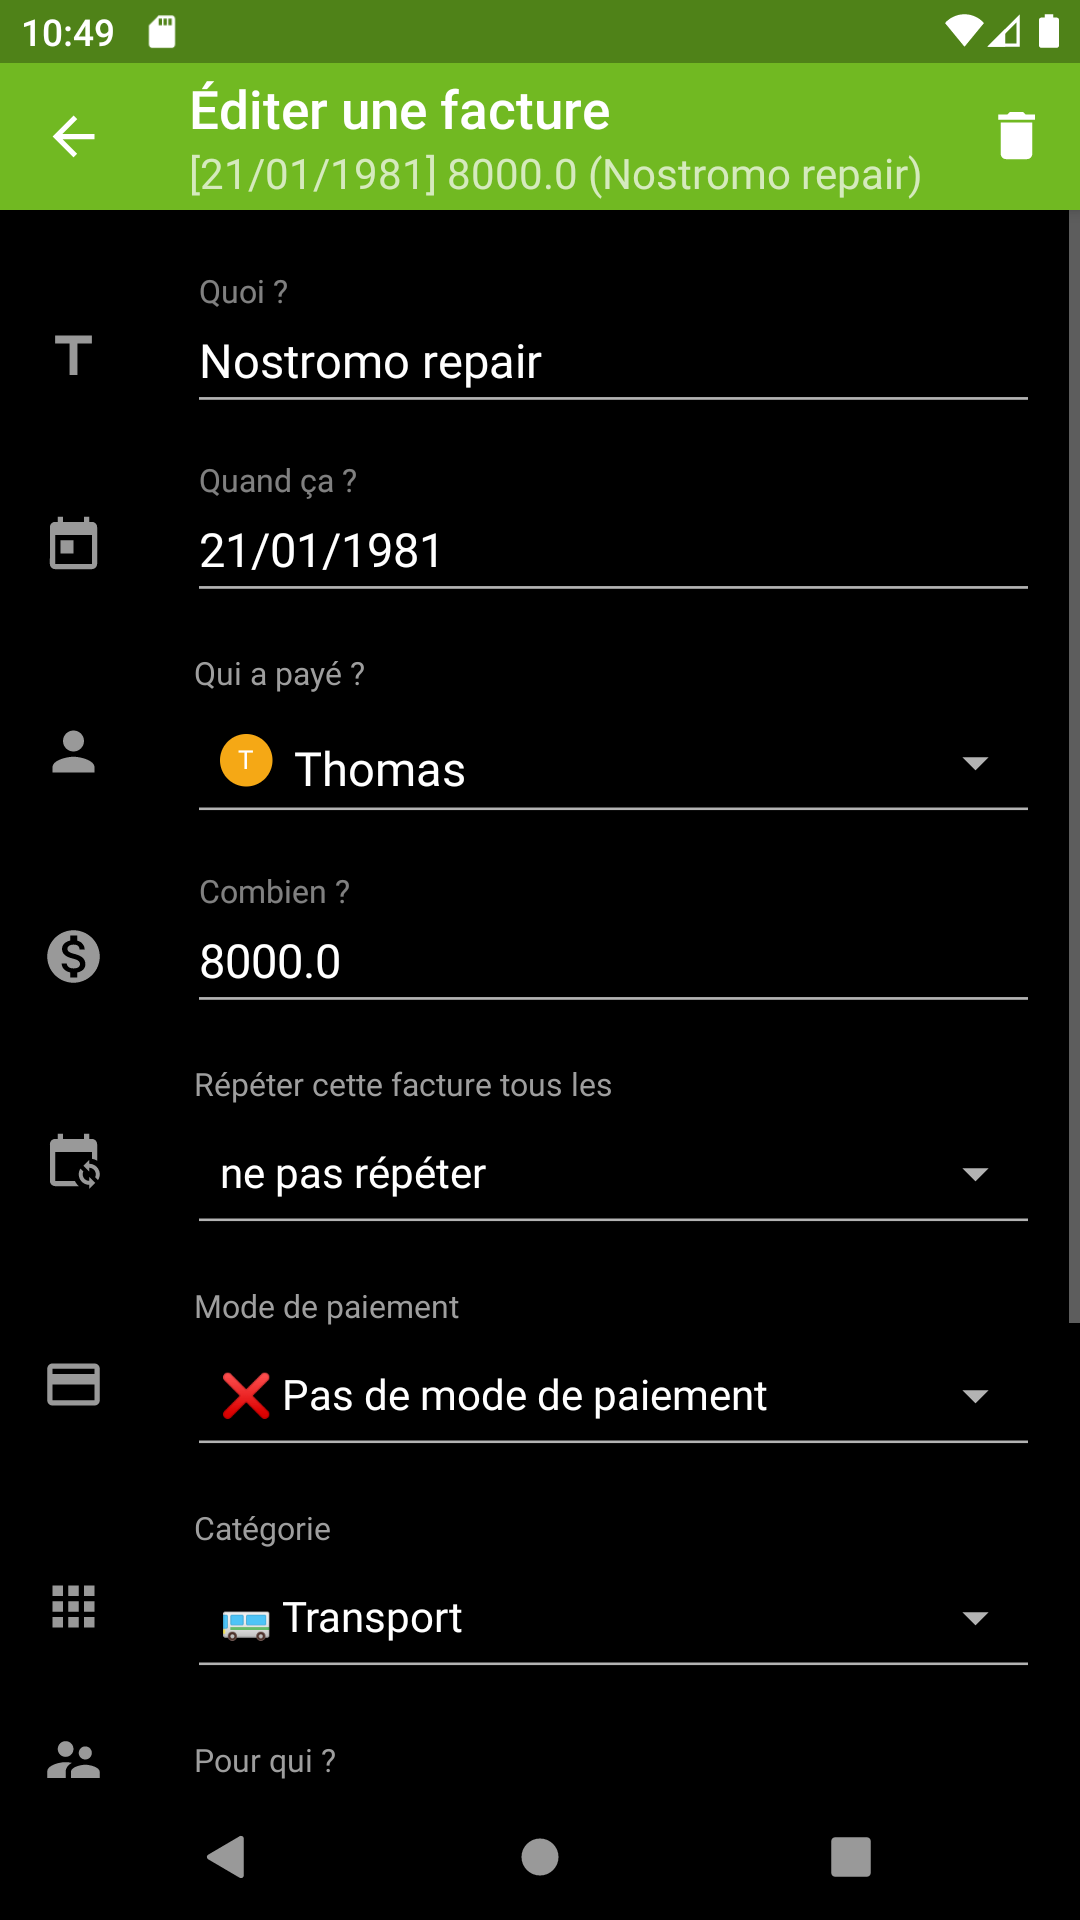 10:49
Éditer une facture
[21/01/1981] 8000.0 (Nostromo repair)
Quoi ?
Nostromo repair
Quand ça ?
21/01/1981
Qui a payé ?
T Thomas
Combien ?
8000.0
Répéter cette facture tous les
ne pas répéter
Mode de paiement
❌ Pas de mode de paiement
Catégorie
🚌 Transport
Pour qui ?